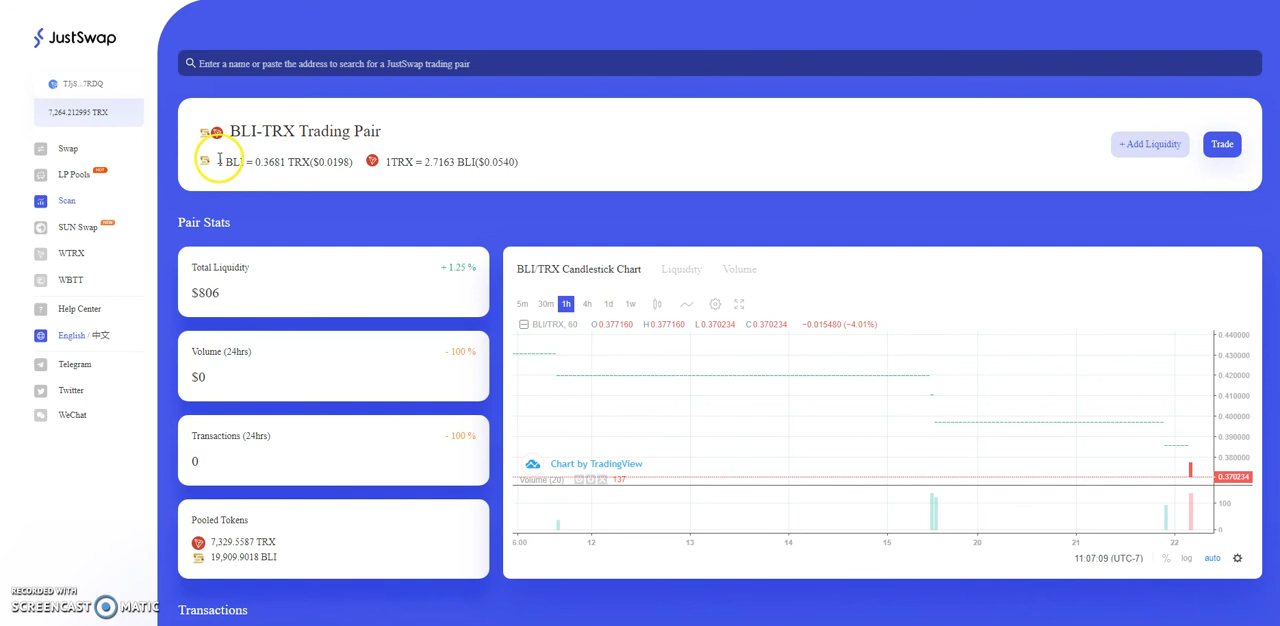 JustSwap
TJjS...7RDQ
7,264.212995 TRX
Swap
LP Pools HOT
Scan
SUN Swap NEW
WTRX
WBTT
Help Center
English / 中文
Telegram
Twitter
WeChat
RECORDED WITH
SCREENCAST MATIC
Enter a name or paste the address to search for a JustSwap trading pair
BLI-TRX Trading Pair
1 BLI = 0.3681 TRX($0.0198) 1TRX = 2.7163 BLI($0.0540)
+ Add Liquidity
Trade
Pair Stats
Total Liquidity + 1.25 %
$806
Volume (24hrs) - 100 %
$0
Transactions (24hrs) - 100 %
0
Pooled Tokens
7,329.5587 TRX
19,909.9018 BLI
BLI/TRX Candlestick Chart Liquidity Volume
5m 30m 1h 4h 1d 1w
BLI/TRX, 60 O 0.377160 H 0.377160 L 0.370234 C 0.370234 −0.015480 (−4.01%)
0.440000
0.430000
0.420000
0.410000
0.400000
0.390000
0.380000
0.370234
Chart by TradingView
Volume (20) 137
100
0
6:00 12 13 14 15 20 21 22
11:07:09 (UTC-7) % log auto
Transactions